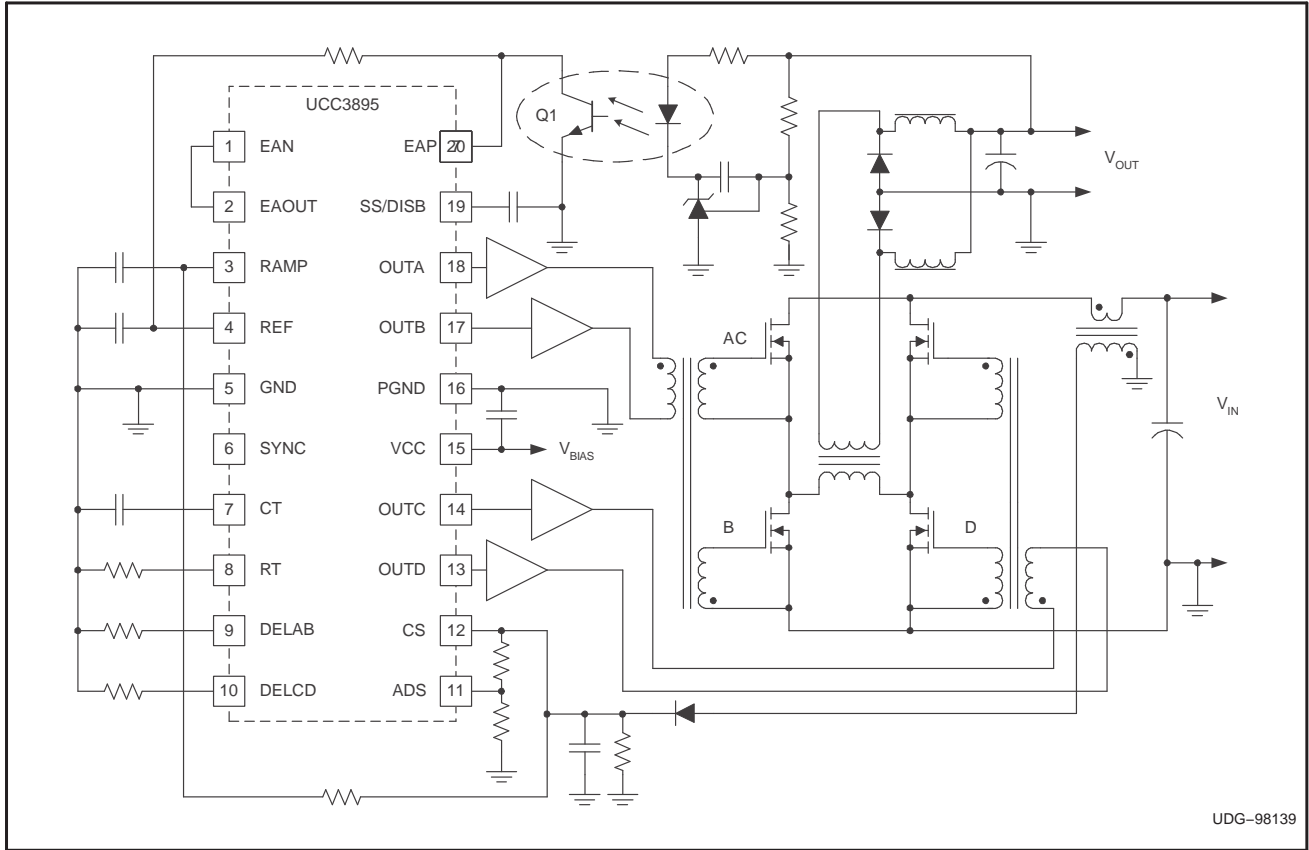 UCC3895
Q1
1 EAN
EAP 20
2 EAOUT
SS/DISB 19
3 RAMP
OUTA 18
4 REF
OUTB 17
5 GND
PGND 16
6 SYNC
VCC 15
VBIAS
7 CT
OUTC 14
8 RT
OUTD 13
9 DELAB
CS 12
10 DELCD
ADS 11
VOUT
AC
VIN
B
D
UDG–98139